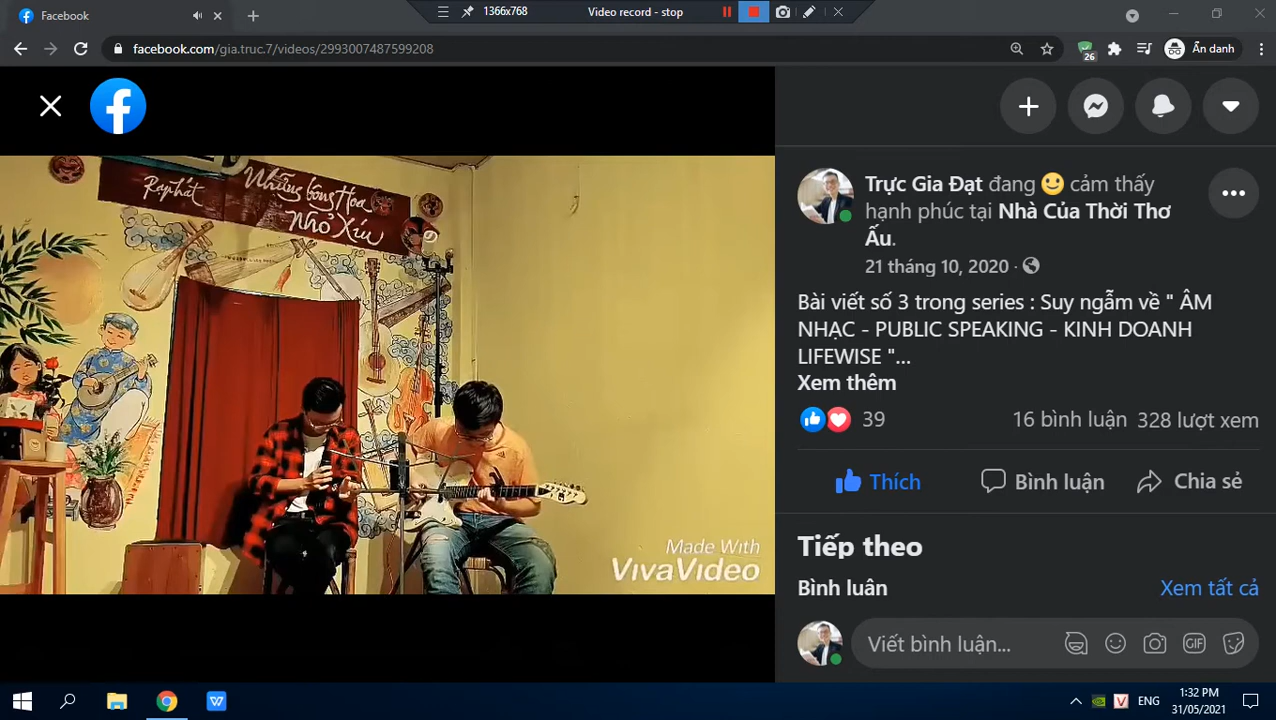 Facebook
1366x768
Video record - stop
facebook.com/gia.truc.7/videos/2993007487599208
26
Ẩn danh
Rạp hát
Những bông Hoa
Nhỏ Xíu
Made With
VivaVideo
Trực Gia Đạt đang 🙂 cảm thấy
hạnh phúc tại Nhà Của Thời Thơ
Ấu.
21 tháng 10, 2020 ·
Bài viết số 3 trong series : Suy ngẫm về " ÂM
NHẠC - PUBLIC SPEAKING - KINH DOANH
LIFEWISE "...
Xem thêm
39
16 bình luận 328 lượt xem
Thích
Bình luận
Chia sẻ
Tiếp theo
Bình luận
Xem tất cả
Viết bình luận...
GIF
ENG
1:32 PM
31/05/2021